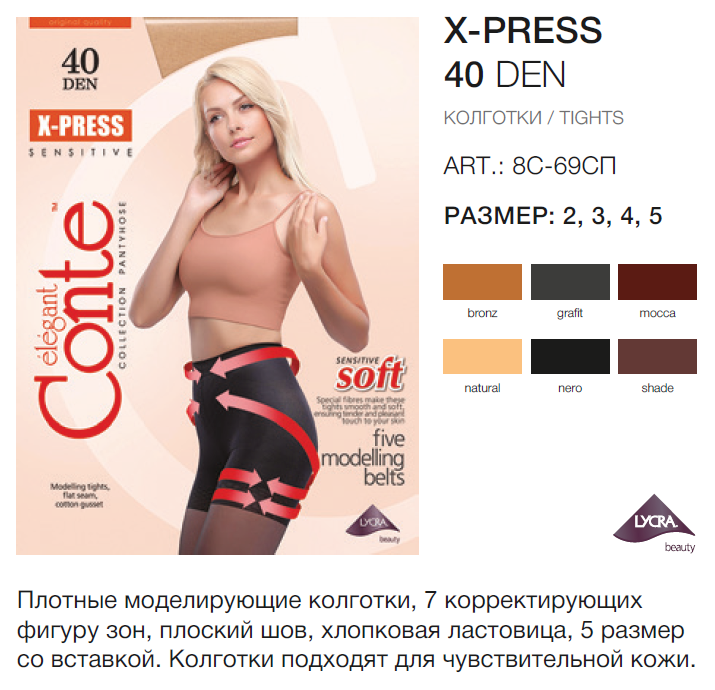 original quality
40
DEN
X-PRESS
SENSITIVE
Conte™
élégant
COLLECTION PANTYHOSE
SENSITIVE
soft
Special fibres make these
tights smooth and soft,
ensuring tender and pleasant
touch to your skin
five
modelling
belts
Modelling tights,
flat seam,
cotton gusset
LYCRA
beauty
X-PRESS
40 DEN
КОЛГОТКИ / TIGHTS
ART.: 8С-69СП
РАЗМЕР: 2, 3, 4, 5
bronz
grafit
mocca
natural
nero
shade
LYCRA
beauty
Плотные моделирующие колготки, 7 корректирующих
фигуру зон, плоский шов, хлопковая ластовица, 5 размер
со вставкой. Колготки подходят для чувствительной кожи.